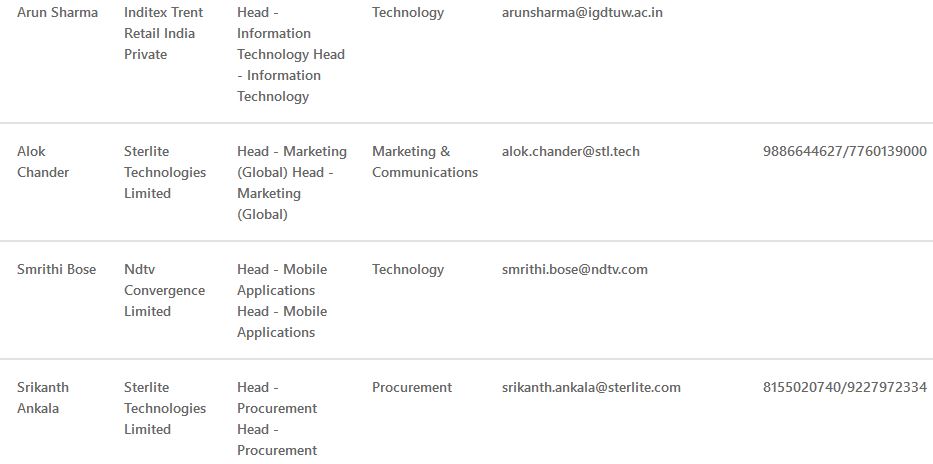 Arun Sharma Inditex Trent Head - Technology arunsharma@igdtuw.ac.in
Retail India Information
Private Technology Head
- Information
Technology
Alok Sterlite Head - Marketing Marketing & alok.chander@stl.tech 9886644627/7760139000
Chander Technologies (Global) Head - Communications
Limited Marketing
(Global)
Smrithi Bose Ndtv Head - Mobile Technology smrithi.bose@ndtv.com
Convergence Applications
Limited Head - Mobile
Applications
Srikanth Sterlite Head - Procurement srikanth.ankala@sterlite.com 8155020740/9227972334
Ankala Technologies Procurement
Limited Head -
Procurement